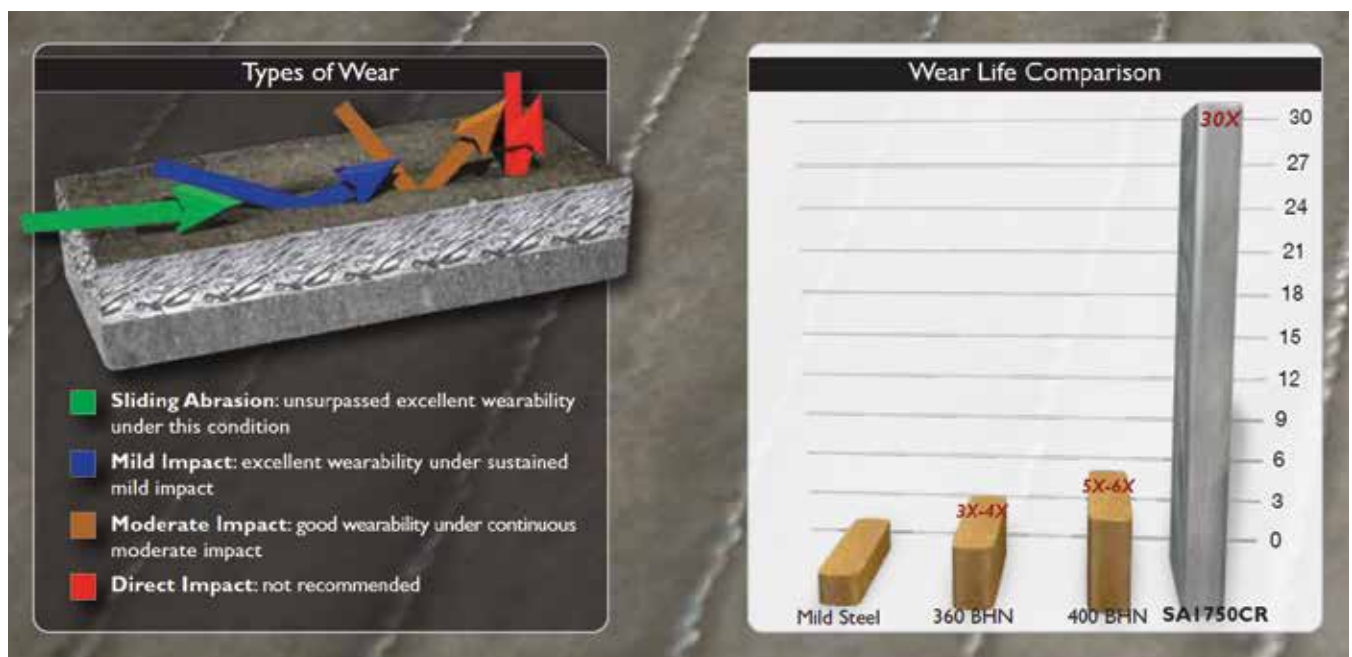 Types of Wear
Sliding Abrasion: unsurpassed excellent wearability
under this condition
Mild Impact: excellent wearability under sustained
mild impact
Moderate Impact: good wearability under continuous
moderate impact
Direct Impact: not recommended
Wear Life Comparison
30X
30
27
24
21
18
15
12
9
6
3
0
5X-6X
3X-4X
Mild Steel
360 BHN
400 BHN
SA1750CR